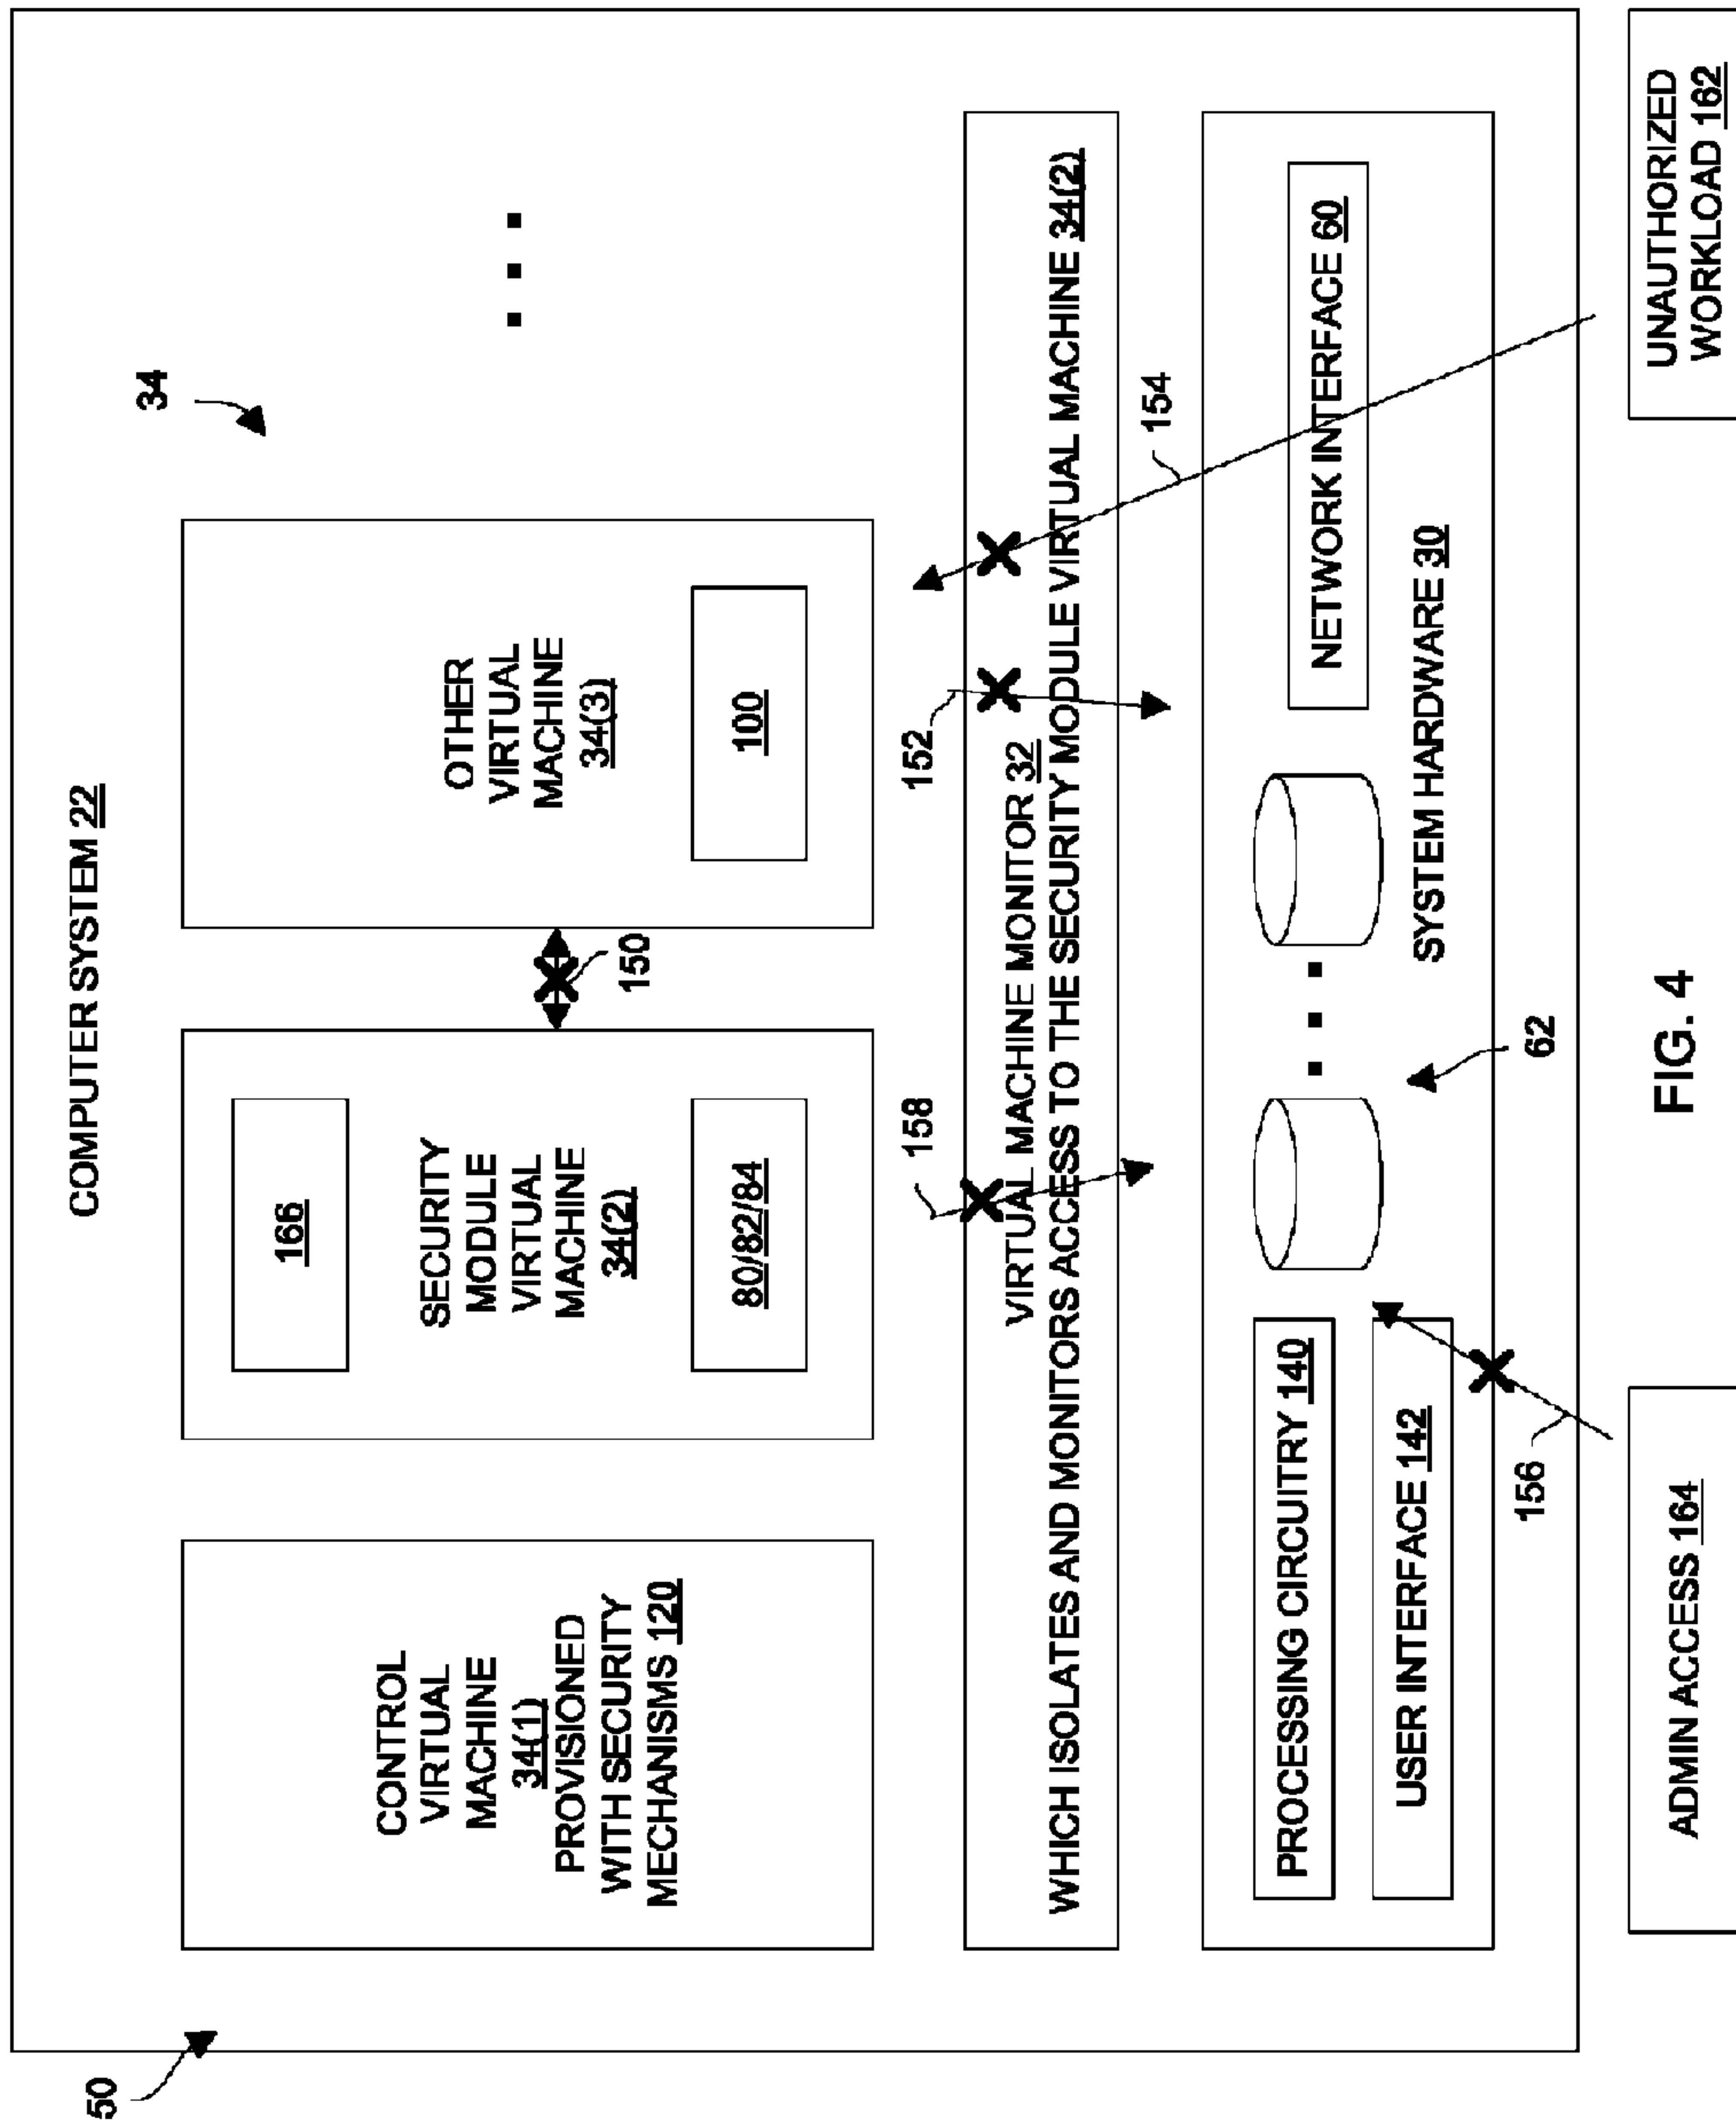 50
COMPUTER SYSTEM 22
34
CONTROL
VIRTUAL
MACHINE
34(1)
PROVISIONED
WITH SECURITY
MECHANISMS 120
166
SECURITY
MODULE
VIRTUAL
MACHINE
34(2)
80/82/84
150
OTHER
VIRTUAL
MACHINE
34(3)
100
158
152
VIRTUAL MACHINE MONITOR 32
WHICH ISOLATES AND MONITORS ACCESS TO THE SECURITY MODULE VIRTUAL MACHINE 34(2)
154
PROCESSING CIRCUITRY 140
USER INTERFACE 142
NETWORK INTERFACE 60
SYSTEM HARDWARE 30
62
156
ADMIN ACCESS 164
FIG. 4
UNAUTHORIZED
WORKLOAD 162